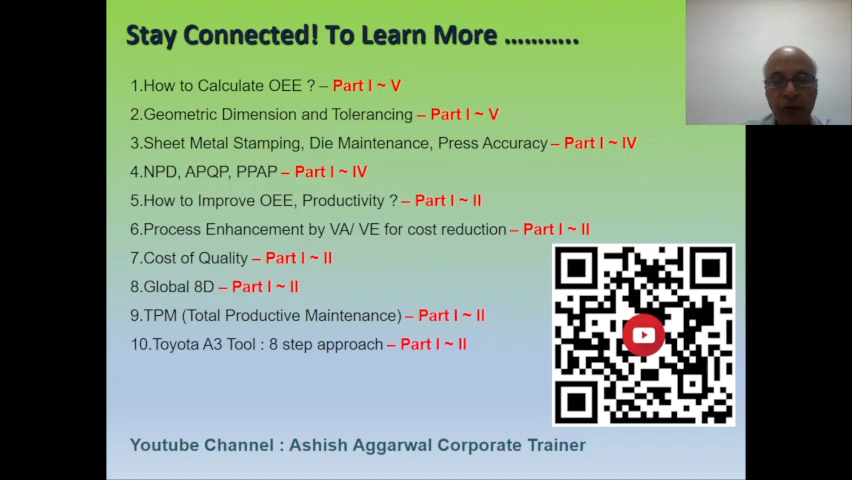 Stay Connected! To Learn More ………..
1.How to Calculate OEE ? – Part I ~ V
2.Geometric Dimension and Tolerancing – Part I ~ V
3.Sheet Metal Stamping, Die Maintenance, Press Accuracy – Part I ~ IV
4.NPD, APQP, PPAP – Part I ~ IV
5.How to Improve OEE, Productivity ? – Part I ~ II
6.Process Enhancement by VA/ VE for cost reduction – Part I ~ II
7.Cost of Quality – Part I ~ II
8.Global 8D – Part I ~ II
9.TPM (Total Productive Maintenance) – Part I ~ II
10.Toyota A3 Tool : 8 step approach – Part I ~ II
Youtube Channel : Ashish Aggarwal Corporate Trainer